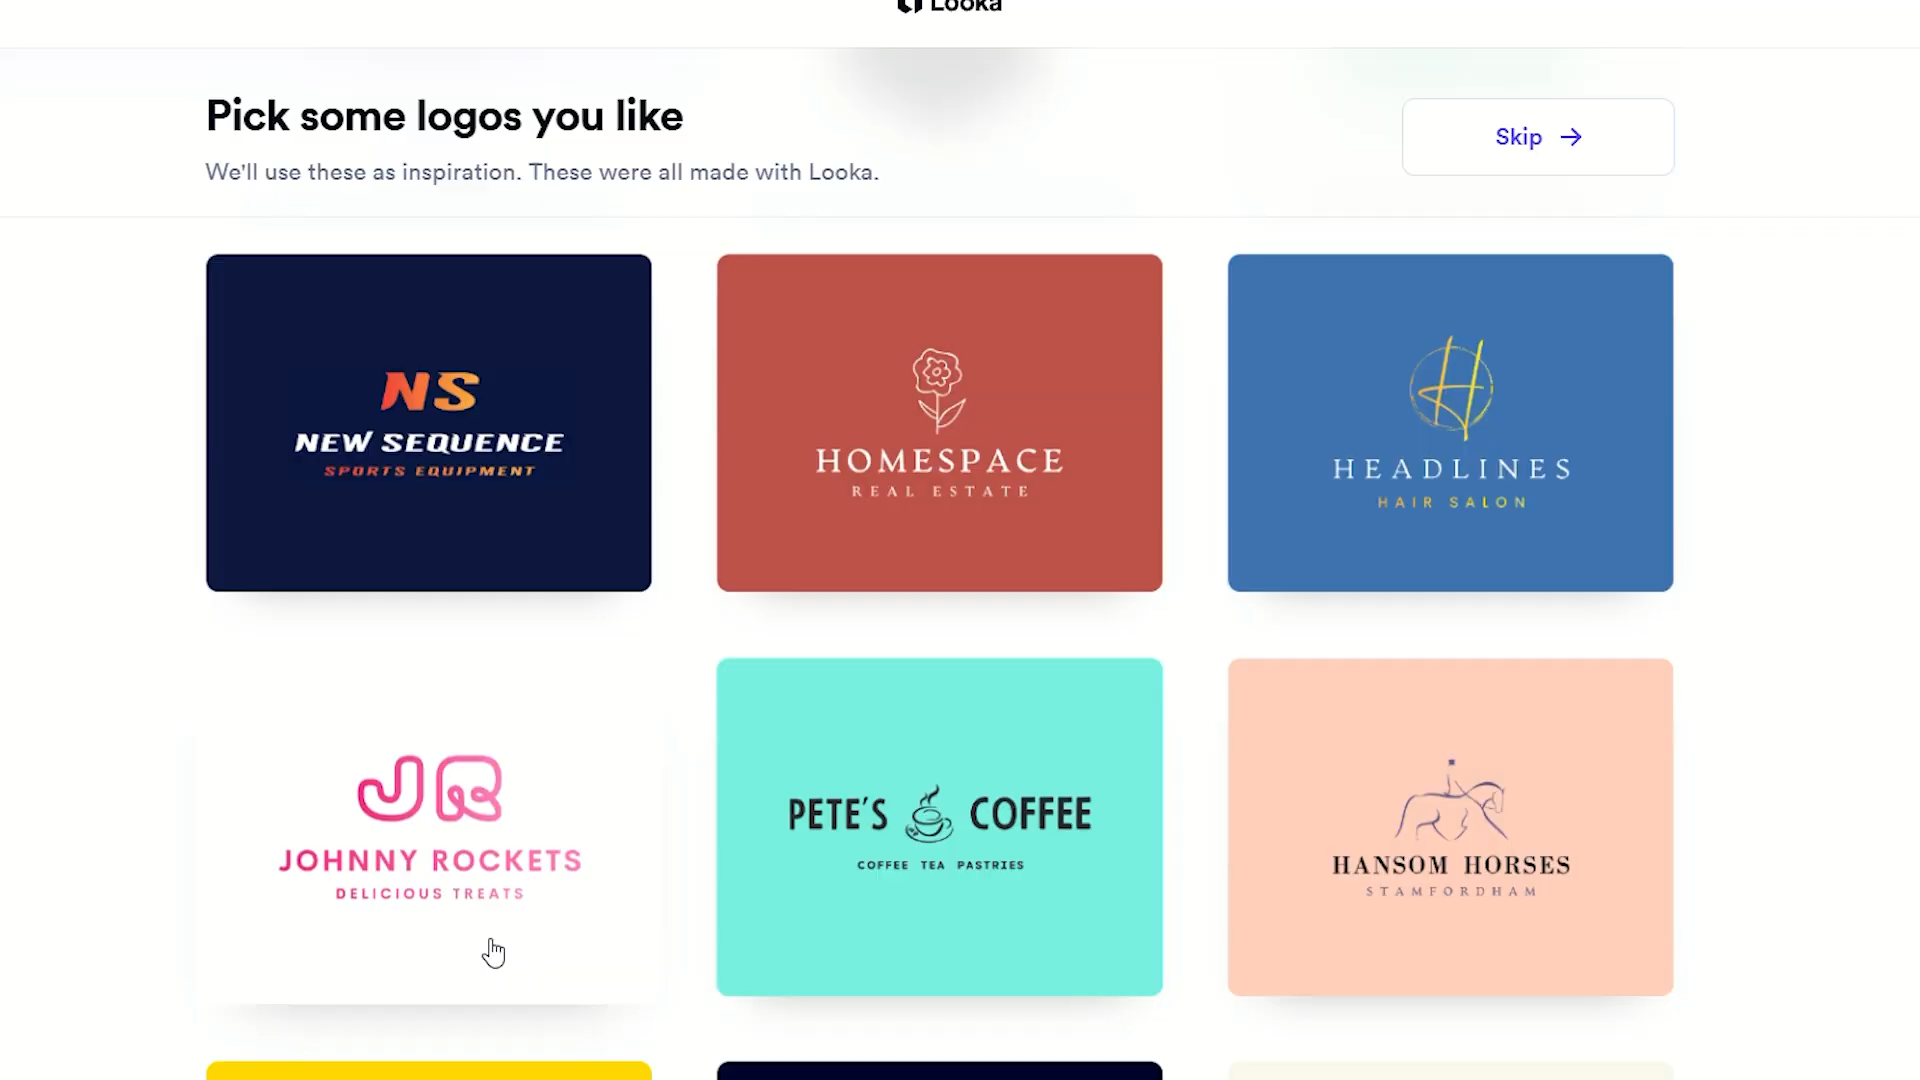 Looka
Pick some logos you like
We'll use these as inspiration. These were all made with Looka.
Skip →
NS
NEW SEQUENCE
SPORTS EQUIPMENT
HOMESPACE
REAL ESTATE
H
HEADLINES
HAIR SALON
JR
JOHNNY ROCKETS
DELICIOUS TREATS
PETE'S COFFEE
COFFEE TEA PASTRIES
HANSOM HORSES
STAMFORDHAM